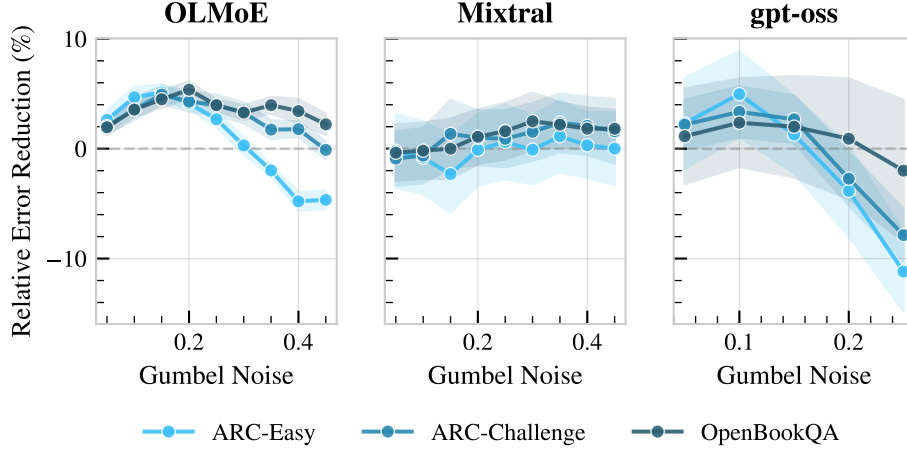 OLMoE Mixtral gpt-oss
Relative Error Reduction (%)
10
0
−10
0.2 0.4 0.2 0.4 0.1 0.2
Gumbel Noise Gumbel Noise Gumbel Noise
ARC-Easy ARC-Challenge OpenBookQA